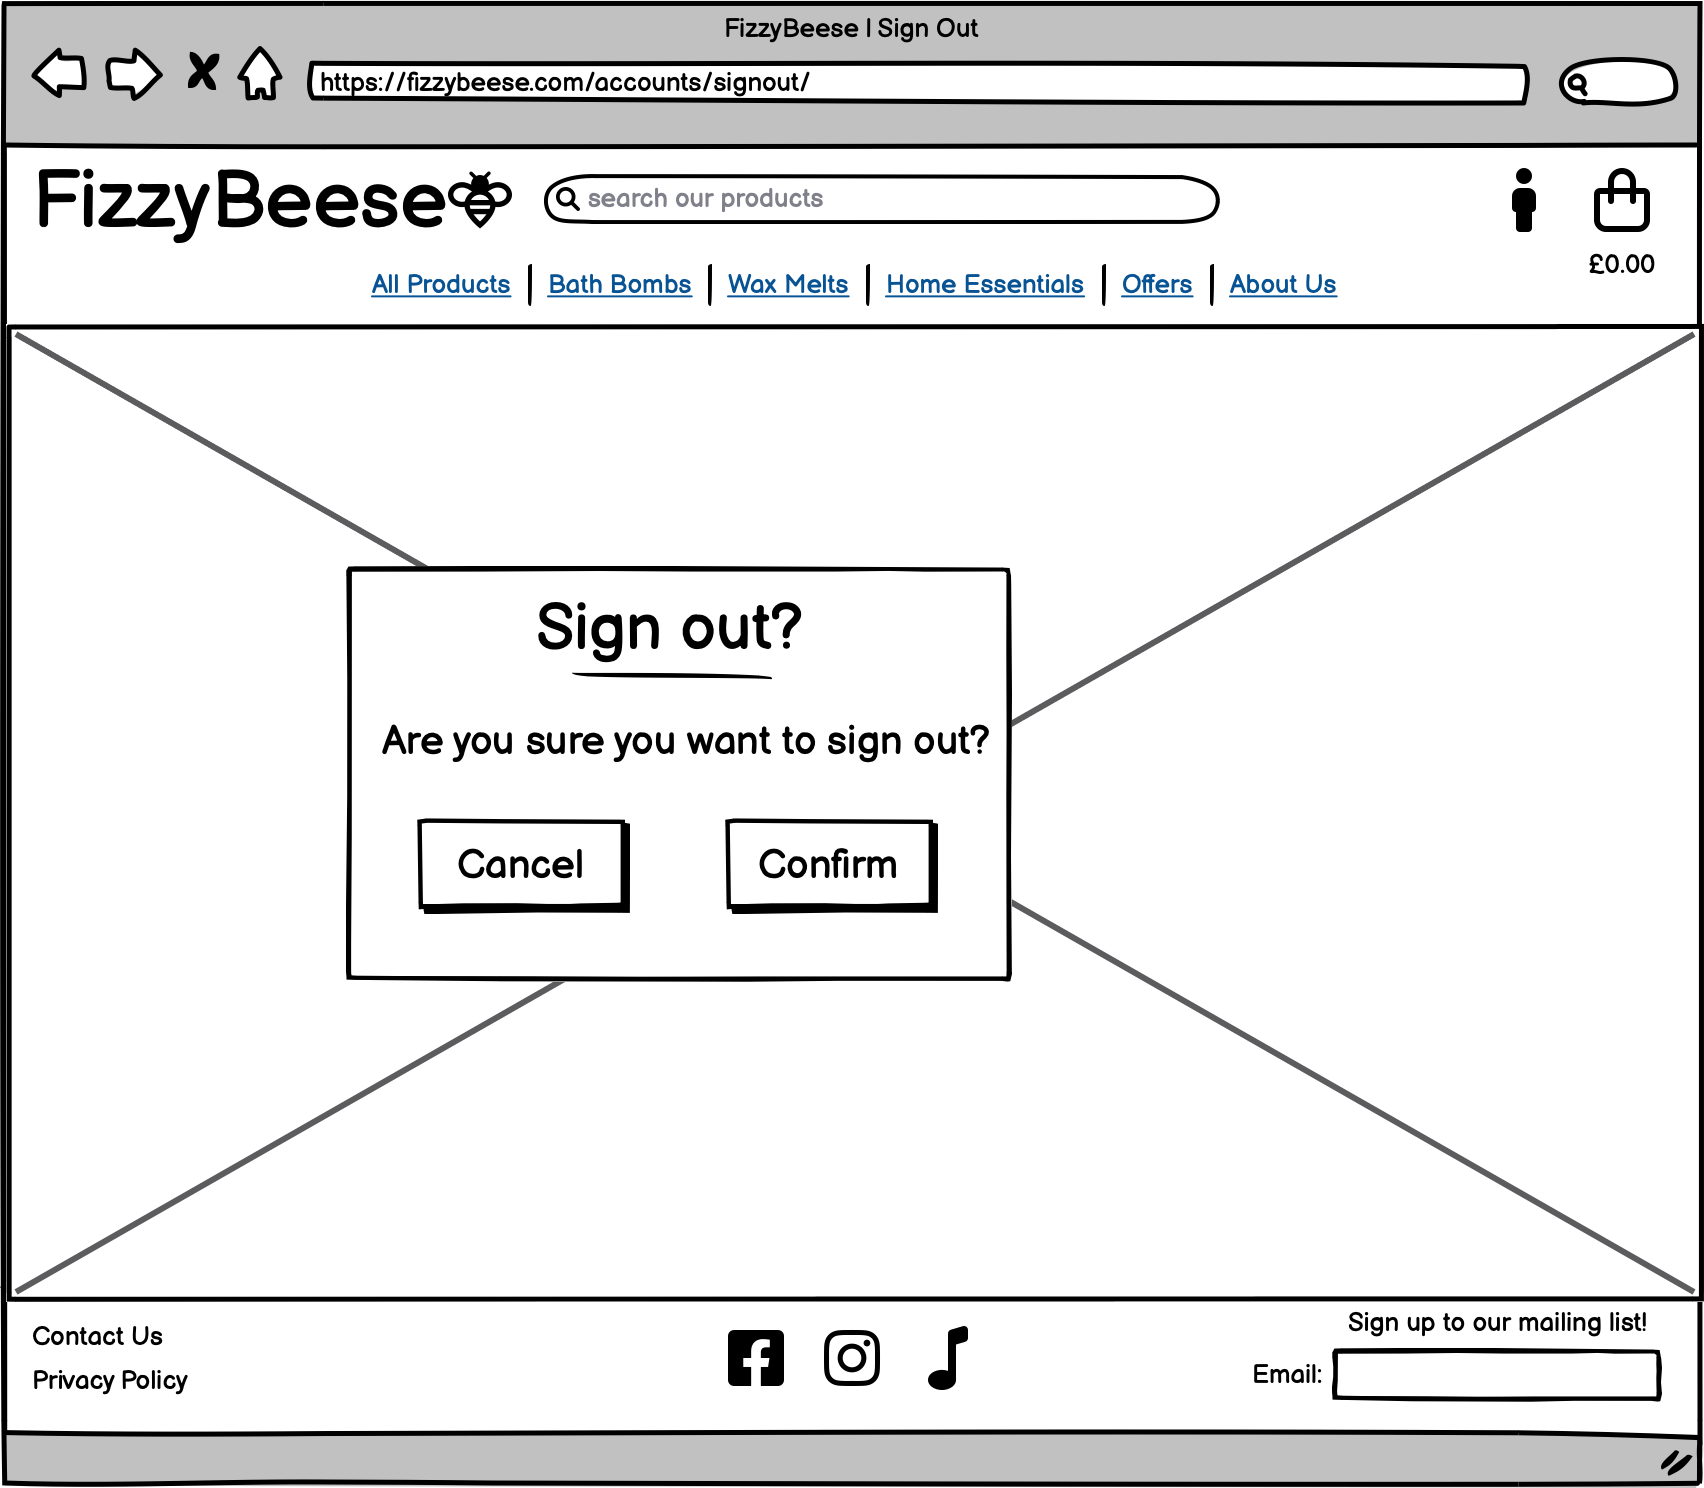 FizzyBeese | Sign Out
https://fizzybeese.com/accounts/signout/
FizzyBeese
search our products
£0.00
All Products | Bath Bombs | Wax Melts | Home Essentials | Offers | About Us
Sign out?
Are you sure you want to sign out?
Cancel Confirm
Contact Us
Privacy Policy
Sign up to our mailing list!
Email: